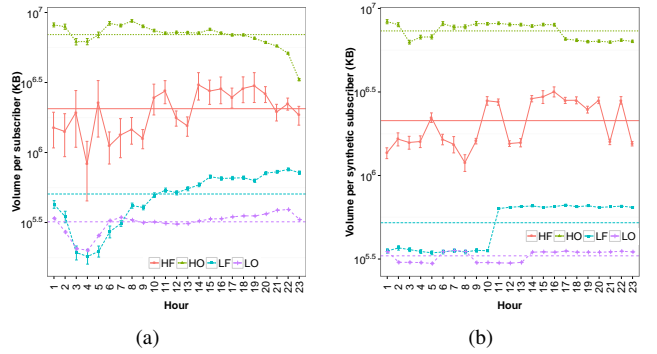 10^7
10^6.5
10^6
10^5.5
Volume per subscriber (KB)
HF HO LF LO
1 2 3 4 5 6 7 8 9 10 11 12 13 14 15 16 17 18 19 20 21 22 23
Hour
(a)
10^7
10^6.5
10^6
10^5.5
Volume per synthetic subscriber (KB)
HF HO LF LO
1 2 3 4 5 6 7 8 9 10 11 12 13 14 15 16 17 18 19 20 21 22 23
Hour
(b)